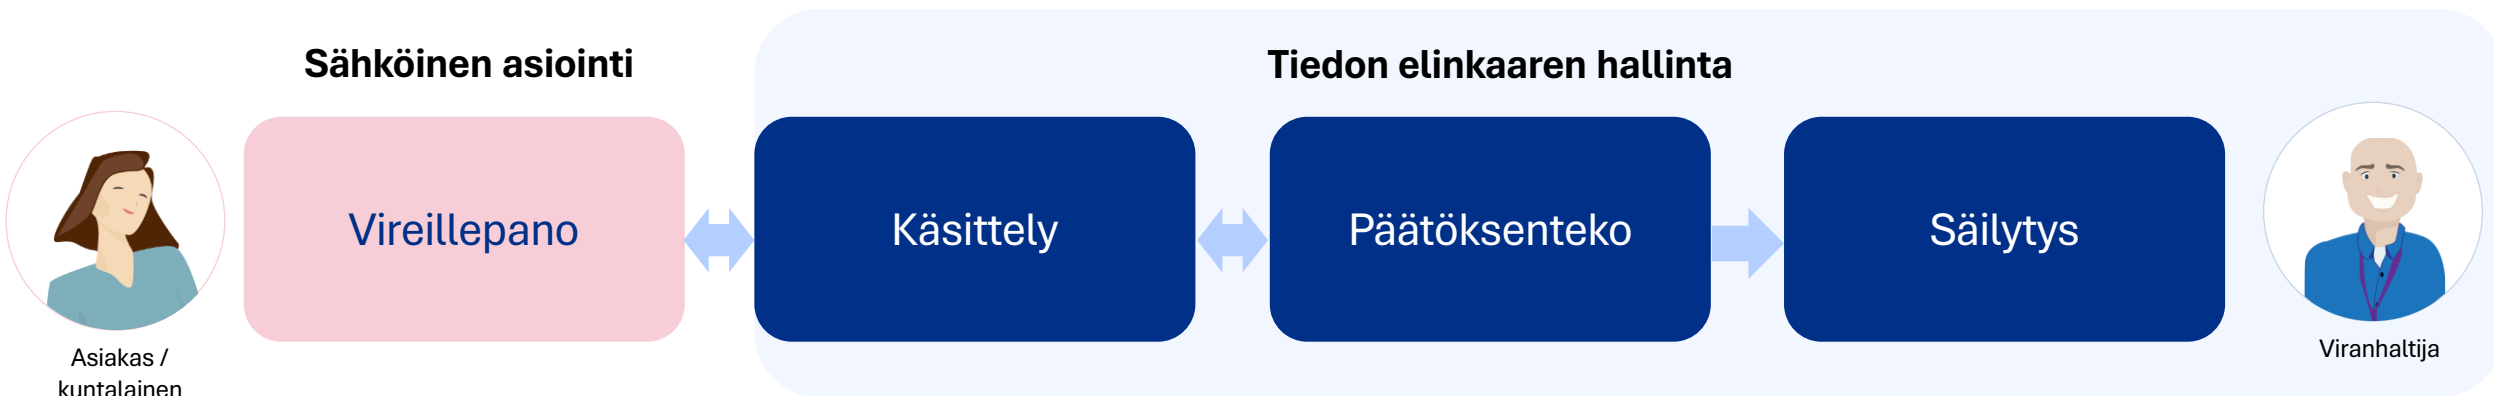 Sähköinen asiointi
Tiedon elinkaaren hallinta
Vireillepano
Käsittely
Päätöksenteko
Säilytys
Asiakas /
kuntalainen
Viranhaltija